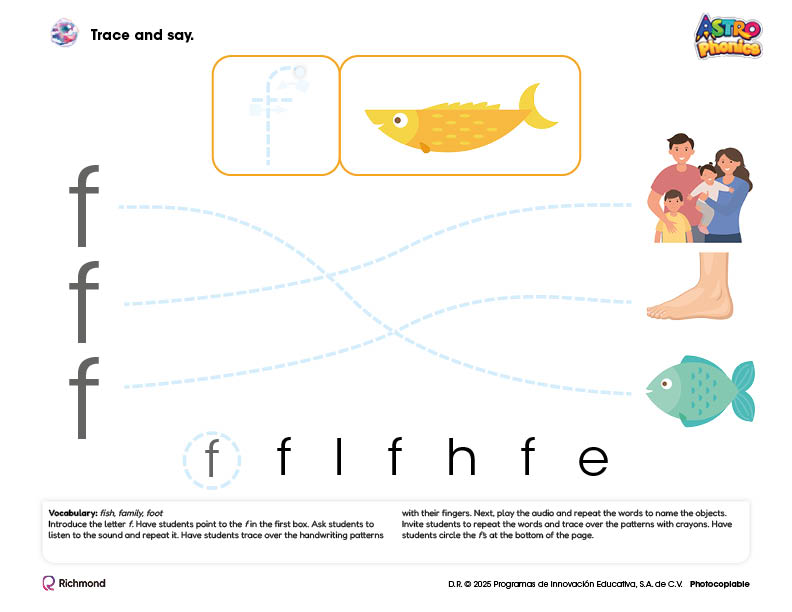 Trace and say.
ASTRO
Phonics
f
f
f
f
f f l f h f e
Vocabulary: fish, family, foot
Introduce the letter f. Have students point to the f in the first box. Ask students to
listen to the sound and repeat it. Have students trace over the handwriting patterns
with their fingers. Next, play the audio and repeat the words to name the objects.
Invite students to repeat the words and trace over the patterns with crayons. Have
students circle the f's at the bottom of the page.
Richmond
D.R. © 2025 Programas de Innovación Educativa, S.A. de C.V. Photocopiable